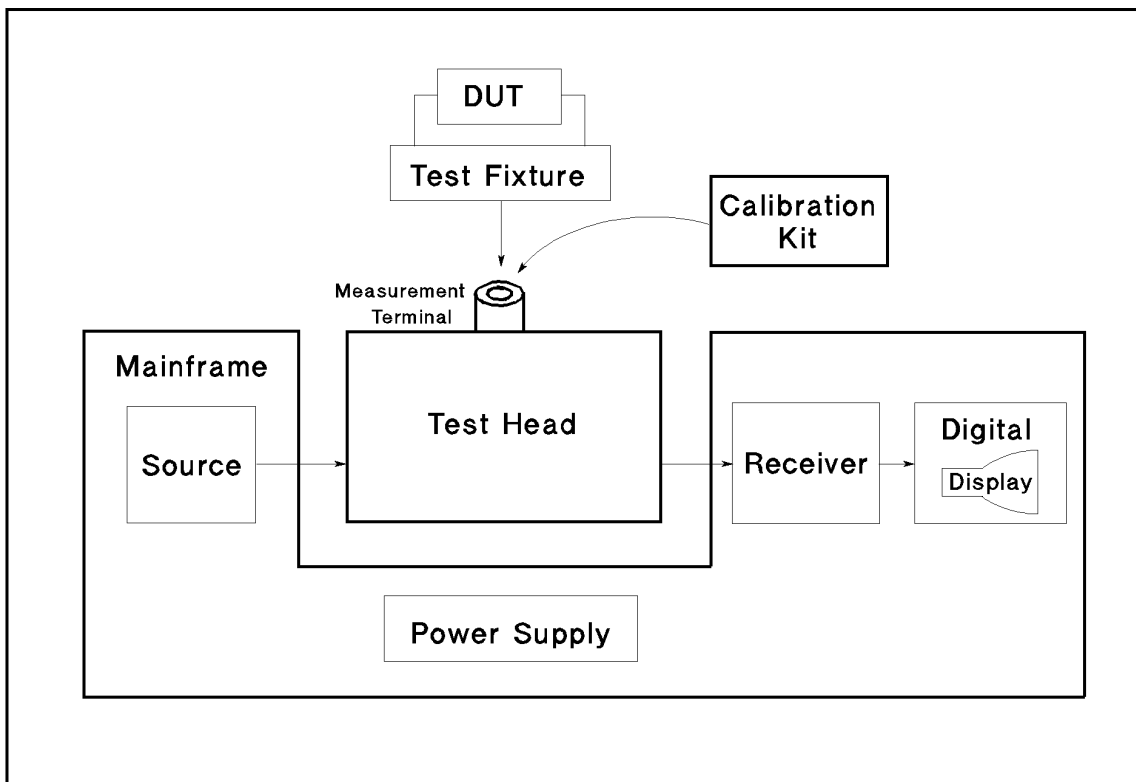 DUT
Test Fixture
Calibration
Kit
Measurement
Terminal
Mainframe
Test Head
Source
Receiver
Digital
Display
Power Supply